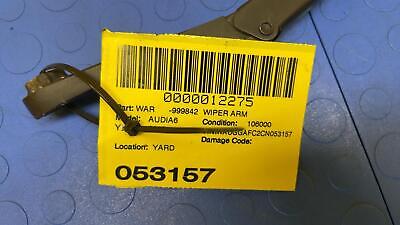 0000012275
Part: WAR -999842 WIPER ARM
Model: AUDIA6 Condition: 106000
Damage Code:
Location: YARD
053157